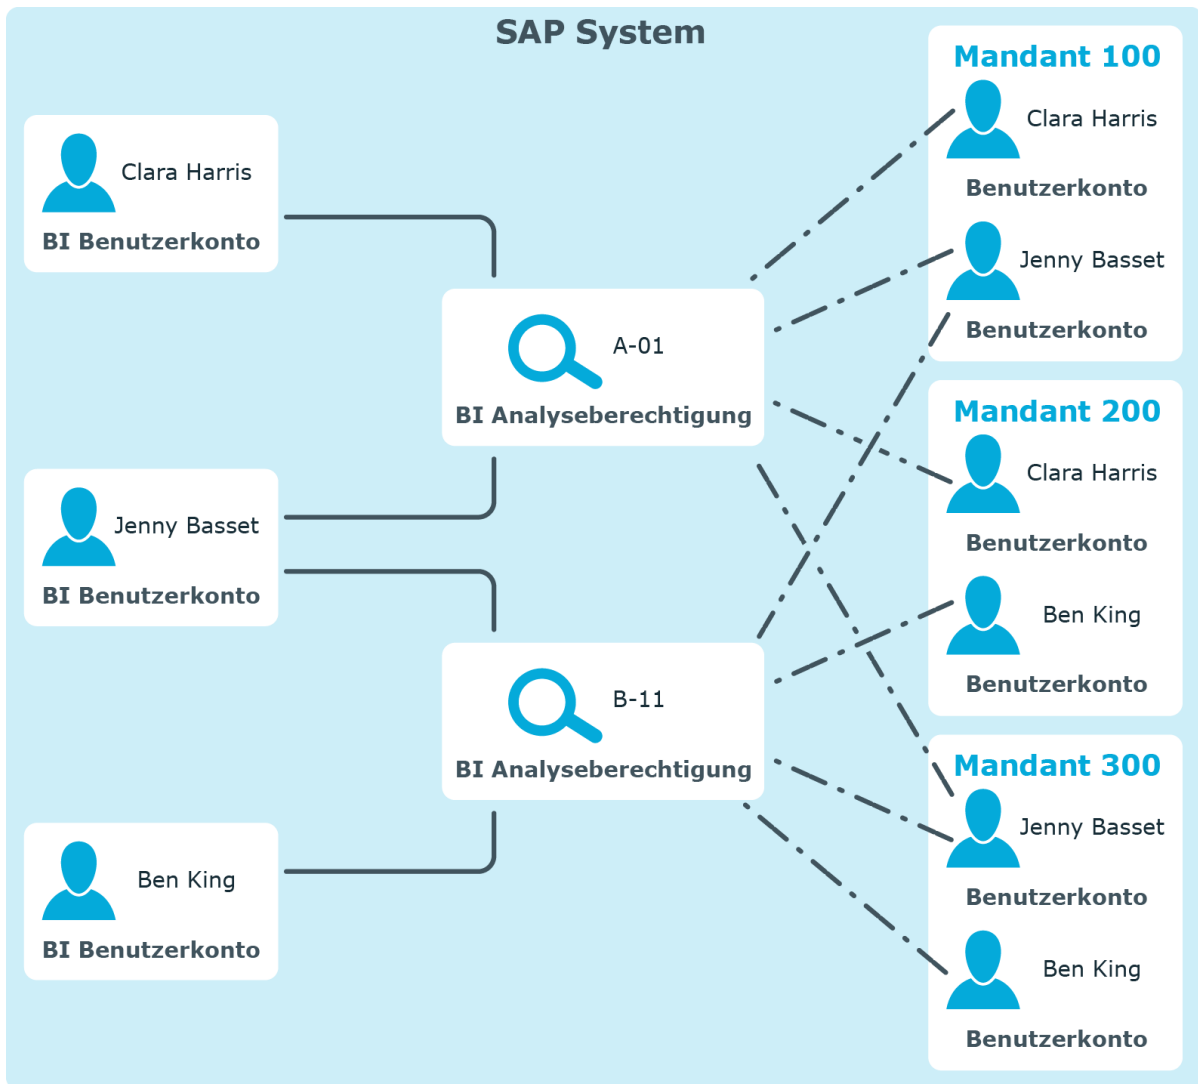 SAP System
Clara Harris
BI Benutzerkonto
Jenny Basset
BI Benutzerkonto
Ben King
BI Benutzerkonto
A-01
BI Analyseberechtigung
B-11
BI Analyseberechtigung
Mandant 100
Clara Harris
Benutzerkonto
Jenny Basset
Benutzerkonto
Mandant 200
Clara Harris
Benutzerkonto
Ben King
Benutzerkonto
Mandant 300
Jenny Basset
Benutzerkonto
Ben King
Benutzerkonto